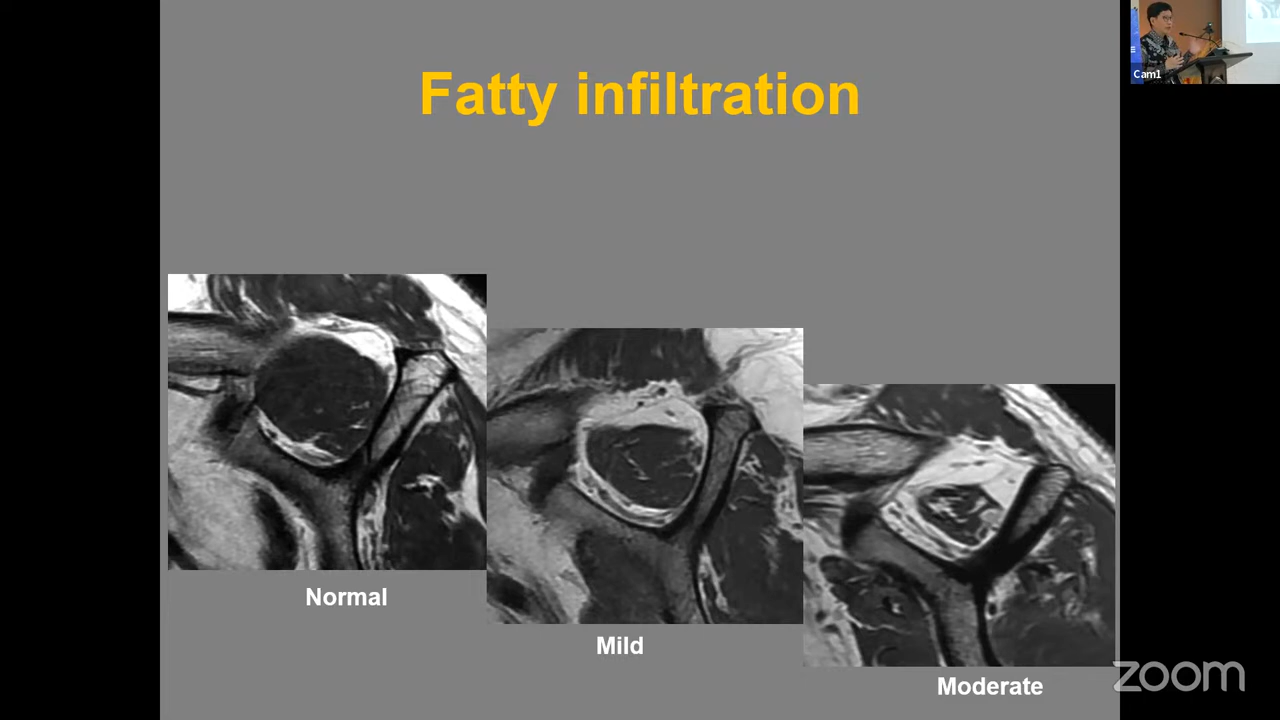 Fatty infiltration
Cam1
Normal
Mild
Moderate
zoom